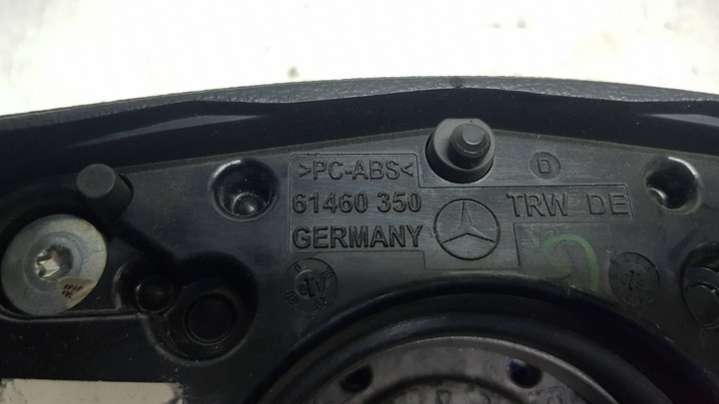 >PC-ABS<
D
61460 350
TRW DE
GERMANY